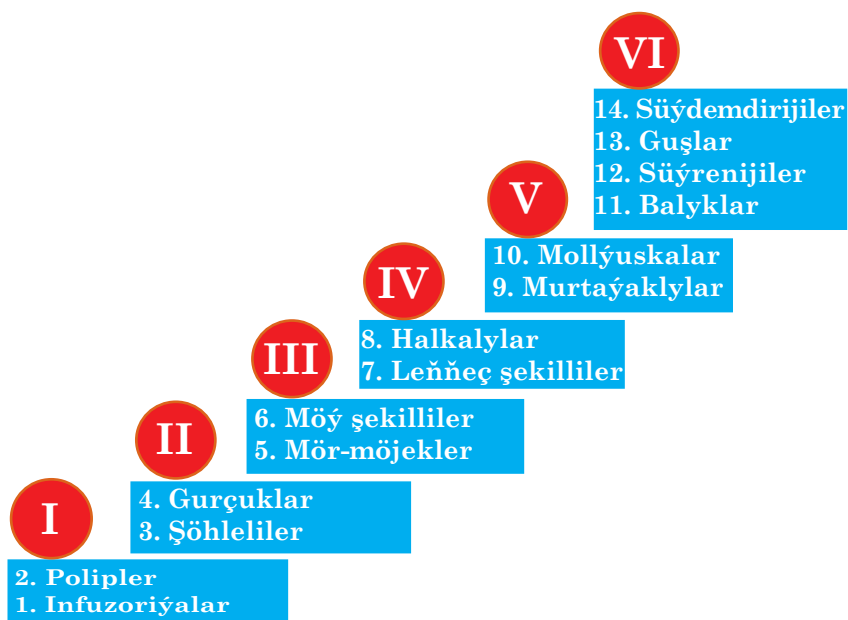 VI
14. Süýdemdirijiler
13. Guşlar
12. Süýrenijiler
11. Balyklar
V
10. Mollýuskalar
9. Murtaýaklylar
IV
8. Halkalylar
7. Leňňeç şekilliler
III
6. Möý şekilliler
5. Mör-möjekler
II
4. Gurçuklar
3. Şöhleliler
I
2. Polipler
1. Infuzoriýalar